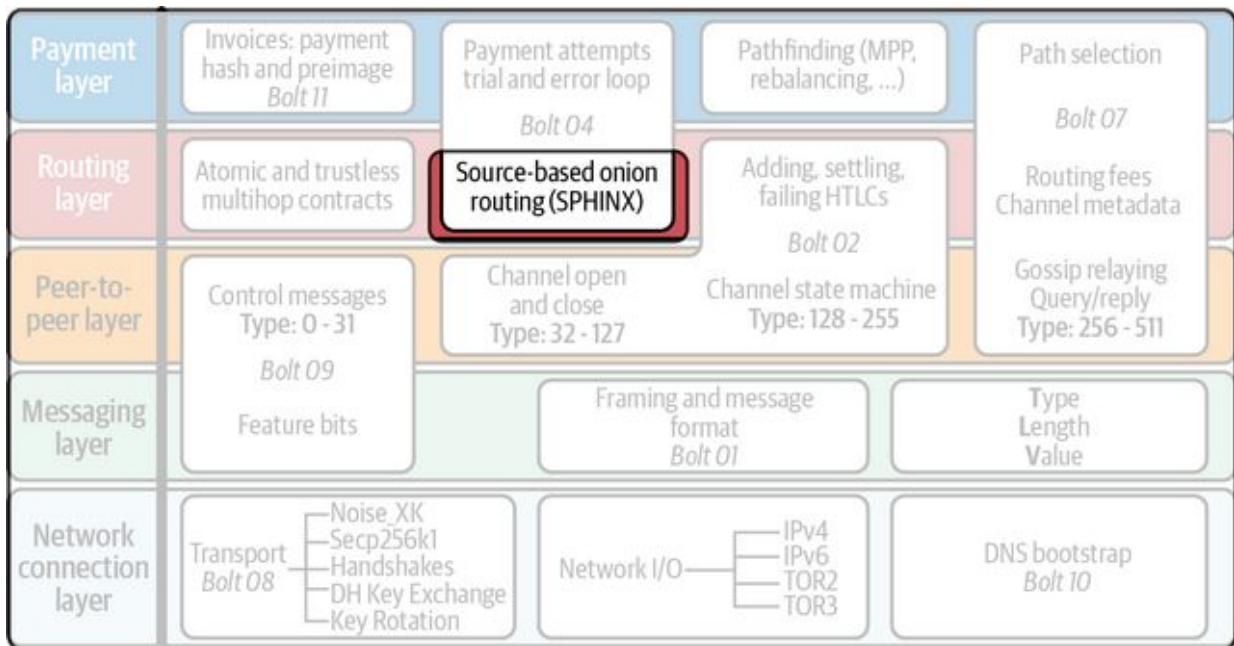 Payment
layer
Invoices: payment
hash and preimage
Bolt 11
Payment attempts
trial and error loop
Bolt 04
Pathfinding (MPP,
rebalancing, ...)
Path selection
Bolt 07
Routing
layer
Atomic and trustless
multihop contracts
Source-based onion
routing (SPHINX)
Adding, settling,
failing HTLCs
Bolt 02
Routing fees
Channel metadata
Peer-to-
peer layer
Control messages
Type: 0 - 31
Bolt 09
Channel open
and close
Type: 32 - 127
Channel state machine
Type: 128 - 255
Gossip relaying
Query/reply
Type: 256 - 511
Messaging
layer
Feature bits
Framing and message
format
Bolt 01
Type
Length
Value
Network
connection
layer
Transport
Bolt 08
Noise_XK
Secp256k1
Handshakes
DH Key Exchange
Key Rotation
Network I/O
IPv4
IPv6
TOR2
TOR3
DNS bootstrap
Bolt 10